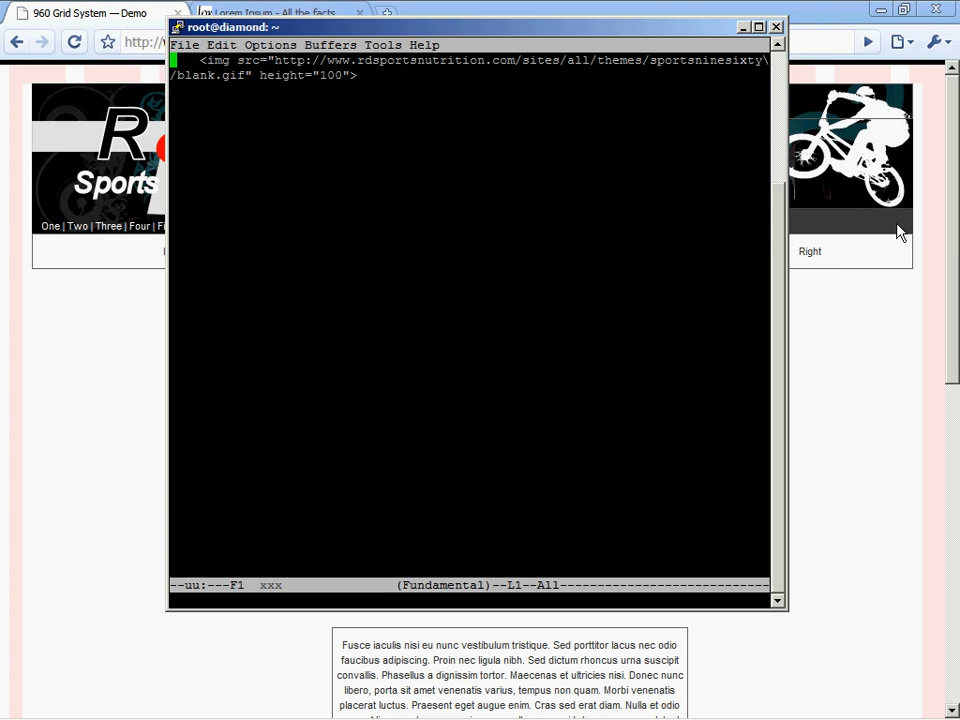 960 Grid System — Demo
Lorem Ipsum - All the facts
http://
root@diamond: ~
File Edit Options Buffers Tools Help
<img src="http://www.rdsportsnutrition.com/sites/all/themes/sportsninesixty\
/blank.gif" height="100">
R
Sports
One | Two | Three | Four |
Right
--uu:---F1 xxx (Fundamental)--L1--All----------------------------
Fusce iaculis nisi eu nunc vestibulum tristique. Sed porttitor lacus nec odio
faucibus adipiscing. Proin nec ligula nibh. Sed dictum rhoncus urna suscipit
convallis. Phasellus a dignissim tortor. Maecenas et ultricies nisi. Donec nunc
libero, porta sit amet venenatis varius, tempus non quam. Morbi venenatis
placerat luctus. Praesent eget augue enim. Cras sed erat diam. Nulla et odio